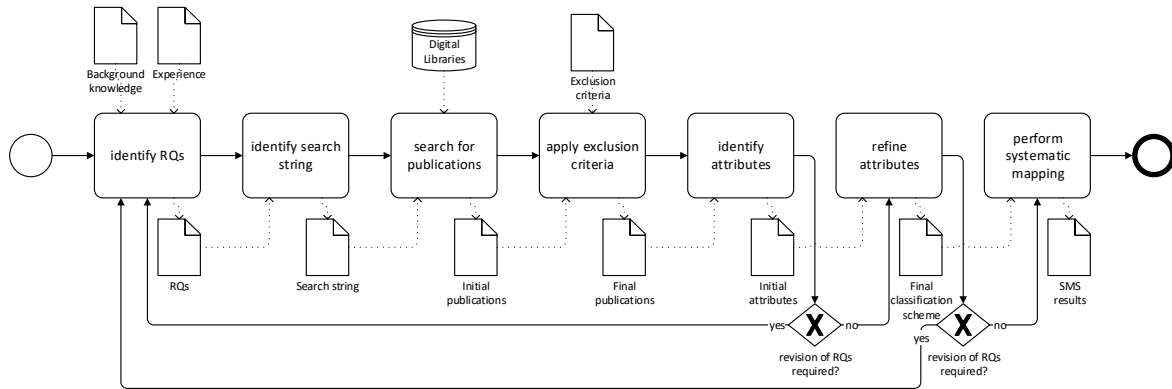 Digital
Libraries
Background
knowledge
Experience
Exclusion
criteria
identify RQs
identify search
string
search for
publications
apply exclusion
criteria
identify
attributes
refine
attributes
perform
systematic
mapping
RQs
Search string
Initial
publications
Final
publications
Initial
attributes
Final
classification
scheme
SMS
results
yes
X
no
yes
X
no
revision of RQs
required?
revision of RQs
required?